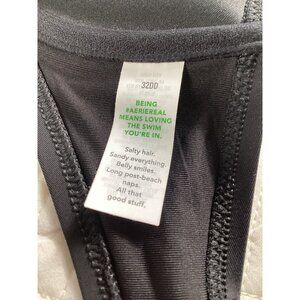 32DD
BEING
#AERIEREAL
MEANS LOVING
THE SWIM
YOU'RE IN.
Salty hair.
Sandy everything.
Belly smiles.
Long post-beach
naps.
All that
good stuff.